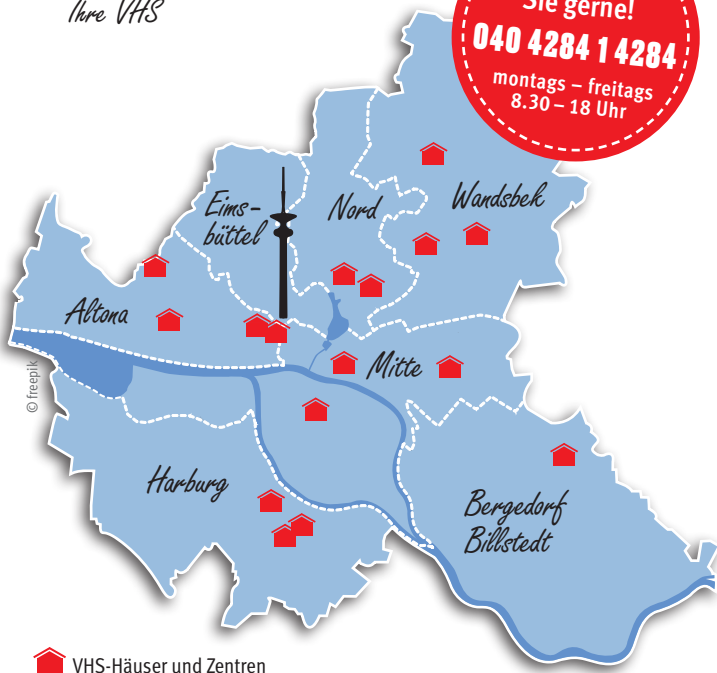 Ihre VHS
Sie gerne!
040 4284 1 4284
montags – freitags
8.30 – 18 Uhr
Eims-
büttel
Nord
Wandsbek
Altona
Mitte
© freepik
Harburg
Bergedorf
Billstedt
VHS-Häuser und Zentren